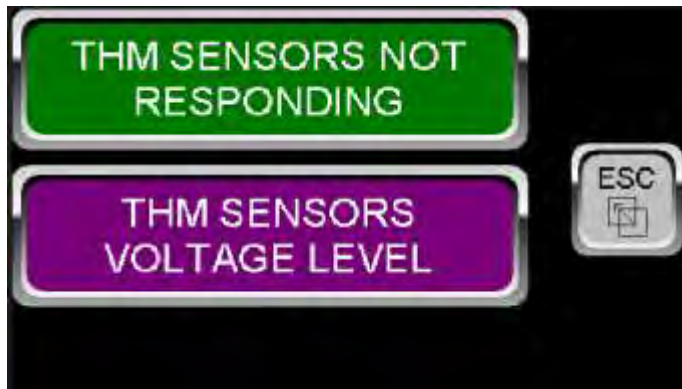 THM SENSORS NOT
RESPONDING
ESC
THM SENSORS
VOLTAGE LEVEL